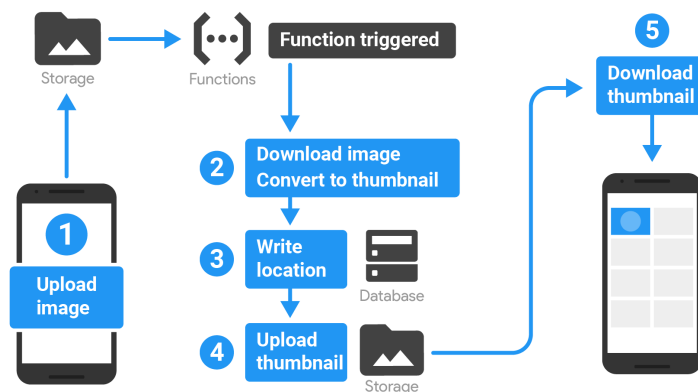 Storage
Functions
Function triggered
1
Upload
image
2
Download image
Convert to thumbnail
3
Write
location
Database
4
Upload
thumbnail
Storage
5
Download
thumbnail